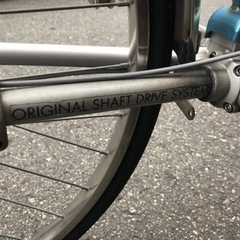 ORIGINAL SHAFT DRIVE SYSTEM